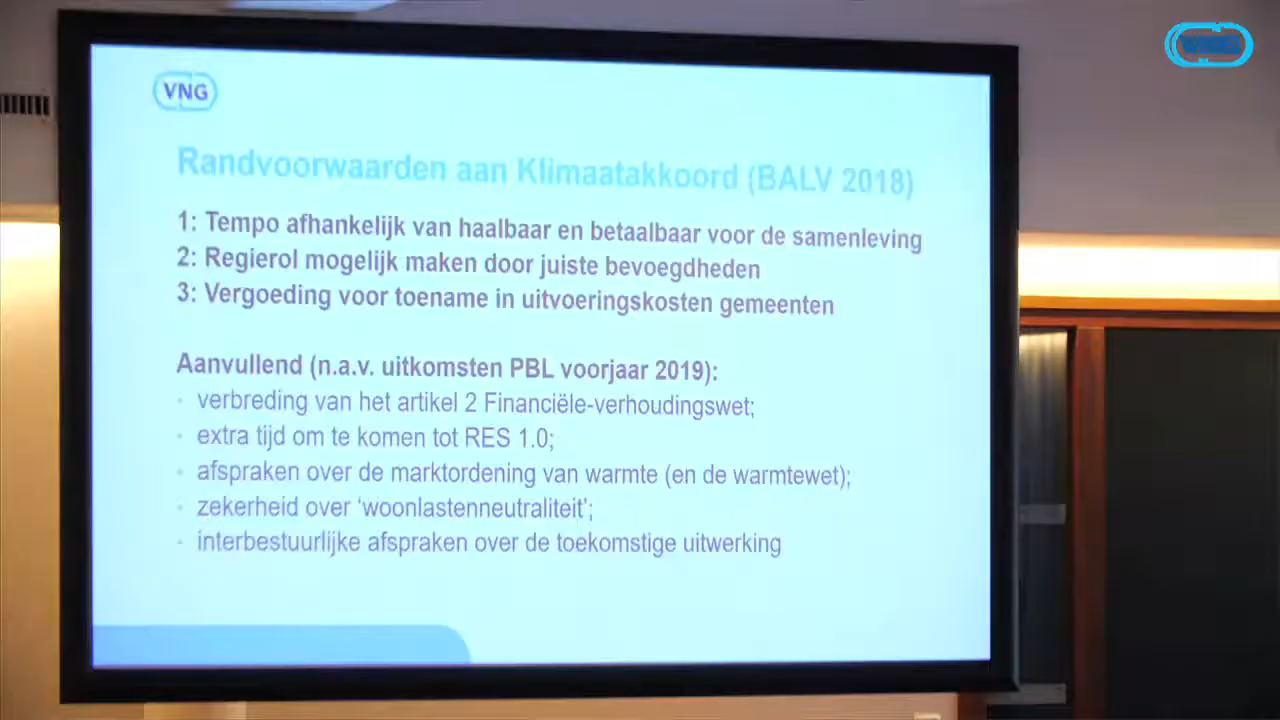 VNG
Randvoorwaarden aan Klimaatakkoord (BALV 2018)
1: Tempo afhankelijk van haalbaar en betaalbaar voor de samenleving
2: Regierol mogelijk maken door juiste bevoegdheden
3: Vergoeding voor toename in uitvoeringskosten gemeenten
Aanvullend (n.a.v. uitkomsten PBL voorjaar 2019):
· verbreding van het artikel 2 Financiële-verhoudingswet;
· extra tijd om te komen tot RES 1.0;
· afspraken over de marktordening van warmte (en de warmtewet);
· zekerheid over ‘woonlastenneutraliteit’;
· interbestuurlijke afspraken over de toekomstige uitwerking